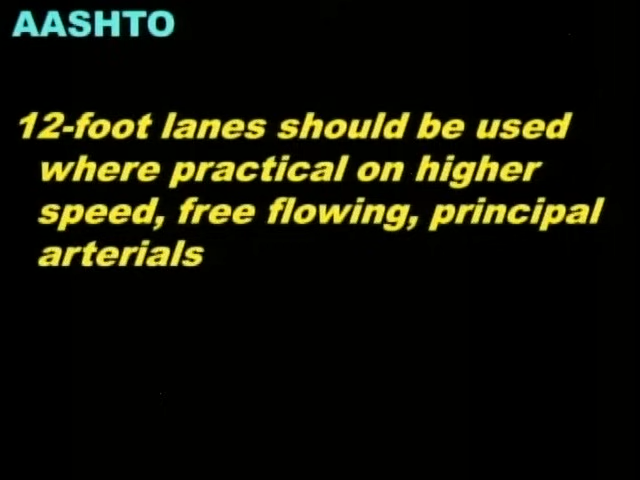 AASHTO
12-foot lanes should be used
where practical on higher
speed, free flowing, principal
arterials